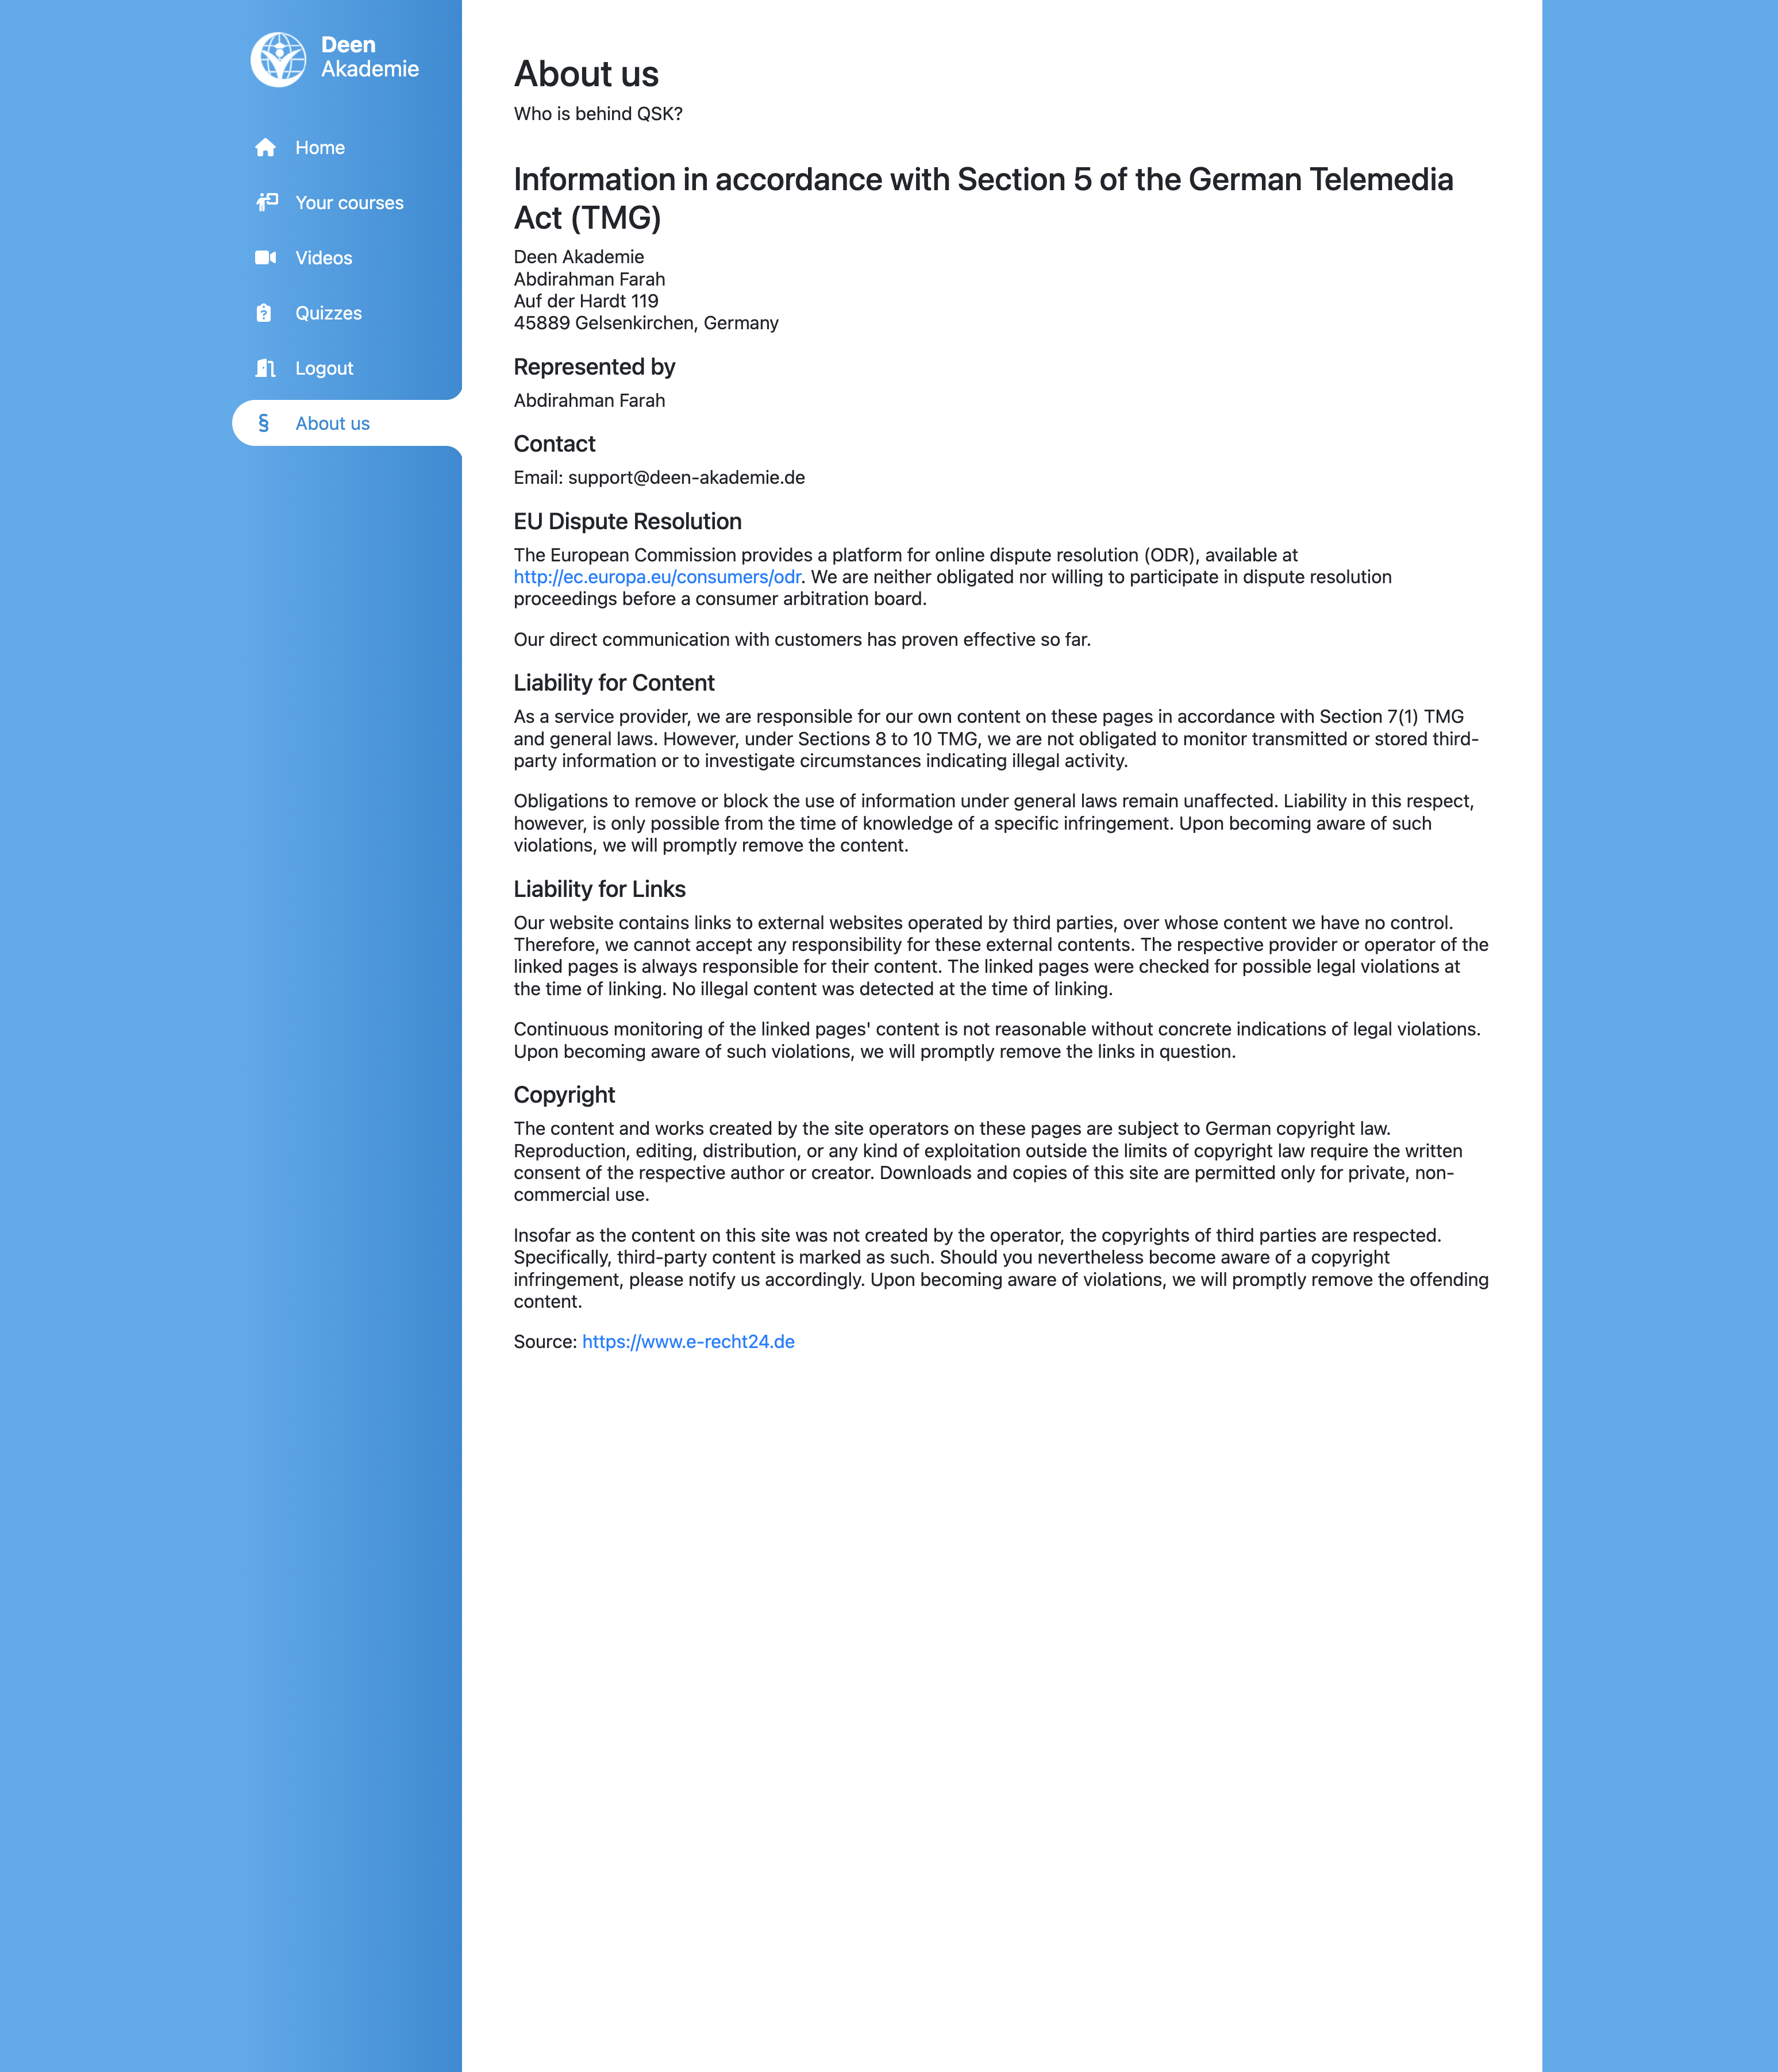 Deen
Akademie
Home
Your courses
Videos
Quizzes
Logout
§ About us
About us
Who is behind QSK?
Information in accordance with Section 5 of the German Telemedia
Act (TMG)
Deen Akademie
Abdirahman Farah
Auf der Hardt 119
45889 Gelsenkirchen, Germany
Represented by
Abdirahman Farah
Contact
Email: support@deen-akademie.de
EU Dispute Resolution
The European Commission provides a platform for online dispute resolution (ODR), available at
http://ec.europa.eu/consumers/odr. We are neither obligated nor willing to participate in dispute resolution
proceedings before a consumer arbitration board.
Our direct communication with customers has proven effective so far.
Liability for Content
As a service provider, we are responsible for our own content on these pages in accordance with Section 7(1) TMG
and general laws. However, under Sections 8 to 10 TMG, we are not obligated to monitor transmitted or stored third-
party information or to investigate circumstances indicating illegal activity.
Obligations to remove or block the use of information under general laws remain unaffected. Liability in this respect,
however, is only possible from the time of knowledge of a specific infringement. Upon becoming aware of such
violations, we will promptly remove the content.
Liability for Links
Our website contains links to external websites operated by third parties, over whose content we have no control.
Therefore, we cannot accept any responsibility for these external contents. The respective provider or operator of the
linked pages is always responsible for their content. The linked pages were checked for possible legal violations at
the time of linking. No illegal content was detected at the time of linking.
Continuous monitoring of the linked pages' content is not reasonable without concrete indications of legal violations.
Upon becoming aware of such violations, we will promptly remove the links in question.
Copyright
The content and works created by the site operators on these pages are subject to German copyright law.
Reproduction, editing, distribution, or any kind of exploitation outside the limits of copyright law require the written
consent of the respective author or creator. Downloads and copies of this site are permitted only for private, non-
commercial use.
Insofar as the content on this site was not created by the operator, the copyrights of third parties are respected.
Specifically, third-party content is marked as such. Should you nevertheless become aware of a copyright
infringement, please notify us accordingly. Upon becoming aware of violations, we will promptly remove the offending
content.
Source: https://www.e-recht24.de